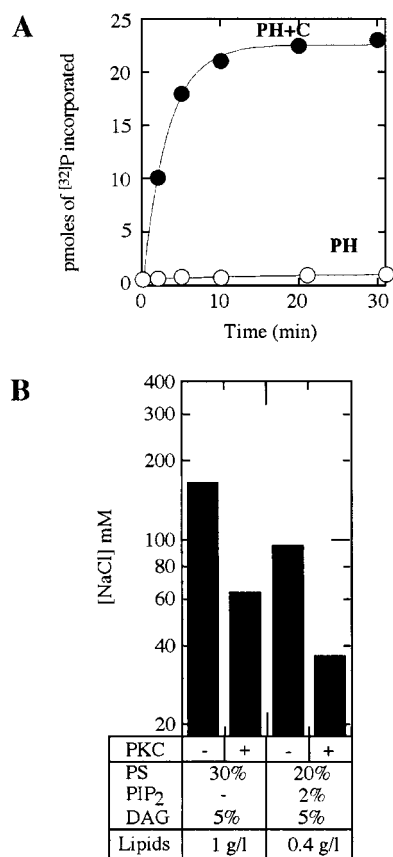 A
PH+C
25
20
15
10
5
0
pmoles of [32]P incorporated
PH
0 10 20 30
Time (min)
B
400
300
200
100
80
60
40
20
[NaCl] mM
PKC - + - +
PS 30% 20%
PIP2 - 2%
DAG 5% 5%
Lipids 1 g/l 0.4 g/l